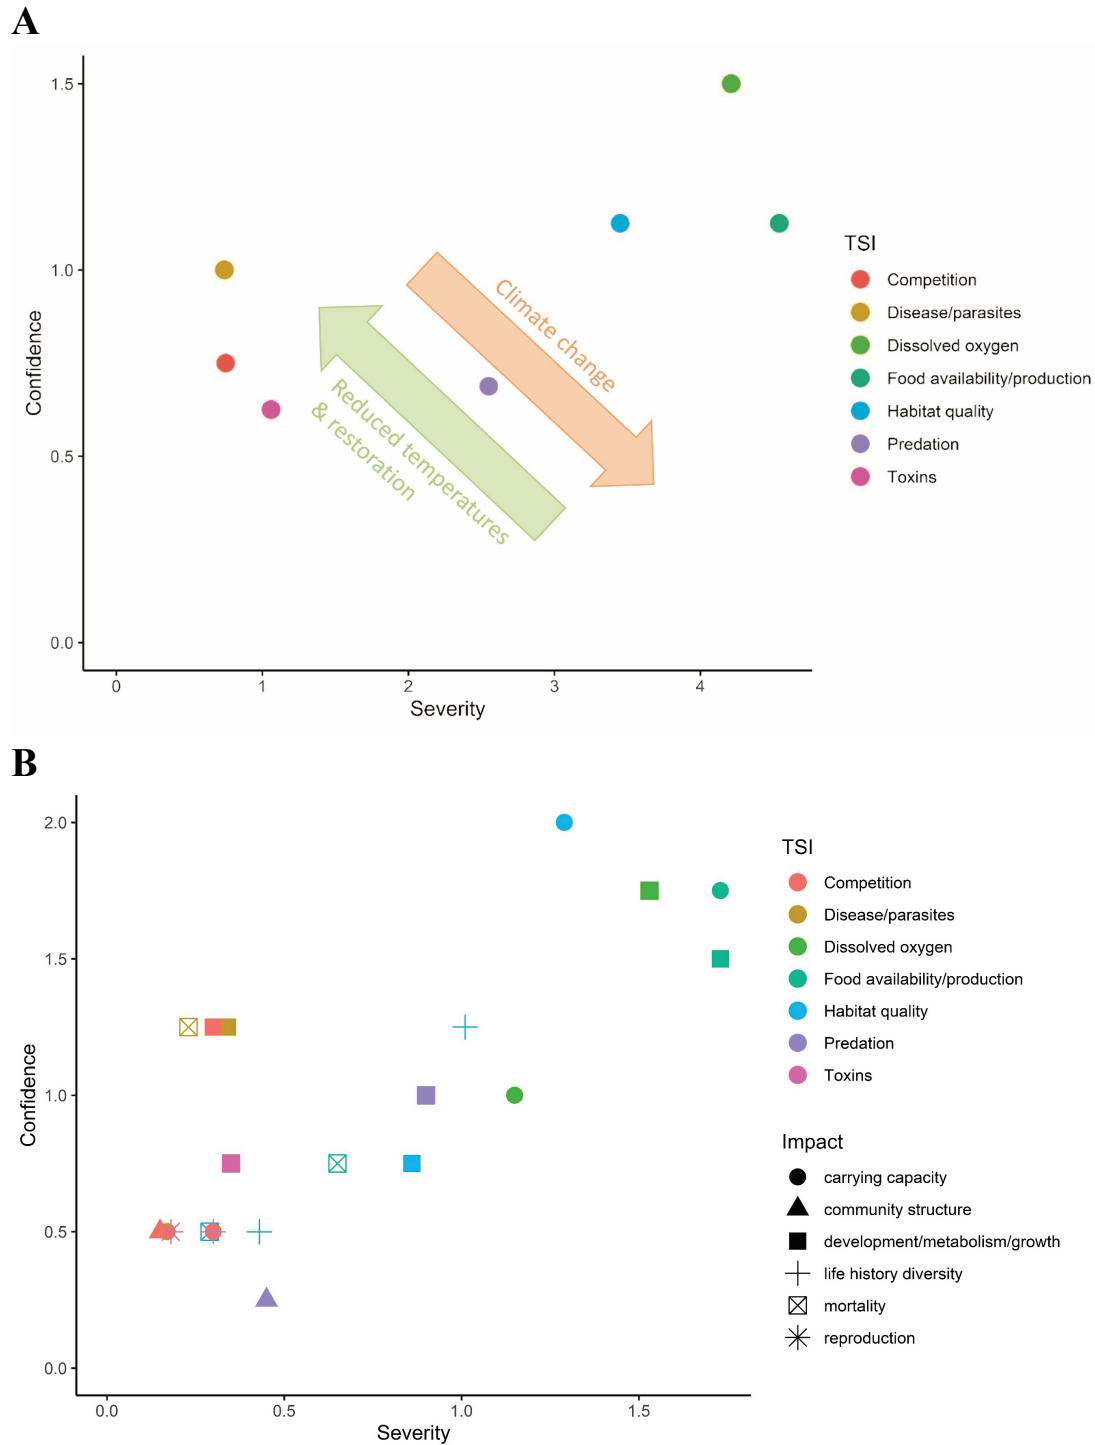 A
1.5
1.0
0.5
0.0
Confidence
0
1
2
3
4
Severity
Climate change
Reduced temperatures
& restoration
TSI
Competition
Disease/parasites
Dissolved oxygen
Food availability/production
Habitat quality
Predation
Toxins
B
2.0
1.5
1.0
0.5
0.0
Confidence
0.0
0.5
1.0
1.5
Severity
TSI
Competition
Disease/parasites
Dissolved oxygen
Food availability/production
Habitat quality
Predation
Toxins
Impact
carrying capacity
community structure
development/metabolism/growth
life history diversity
mortality
reproduction